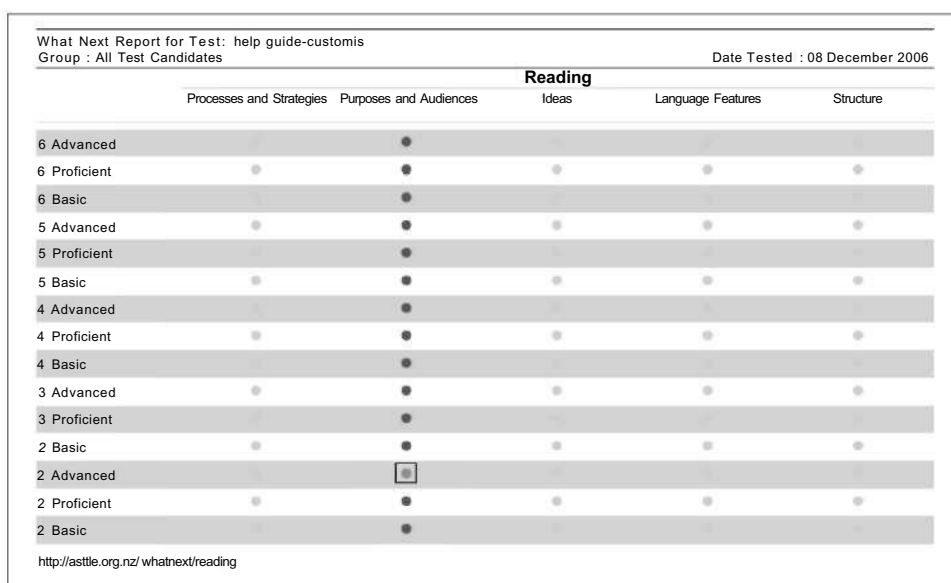 What Next Report for Test: help guide-customis
Group : All Test Candidates Date Tested : 08 December 2006
Reading
Processes and Strategies Purposes and Audiences Ideas Language Features Structure
6 Advanced
6 Proficient
6 Basic
5 Advanced
5 Proficient
5 Basic
4 Advanced
4 Proficient
4 Basic
3 Advanced
3 Proficient
2 Basic
2 Advanced
2 Proficient
2 Basic
http://asttle.org.nz/ whatnext/reading